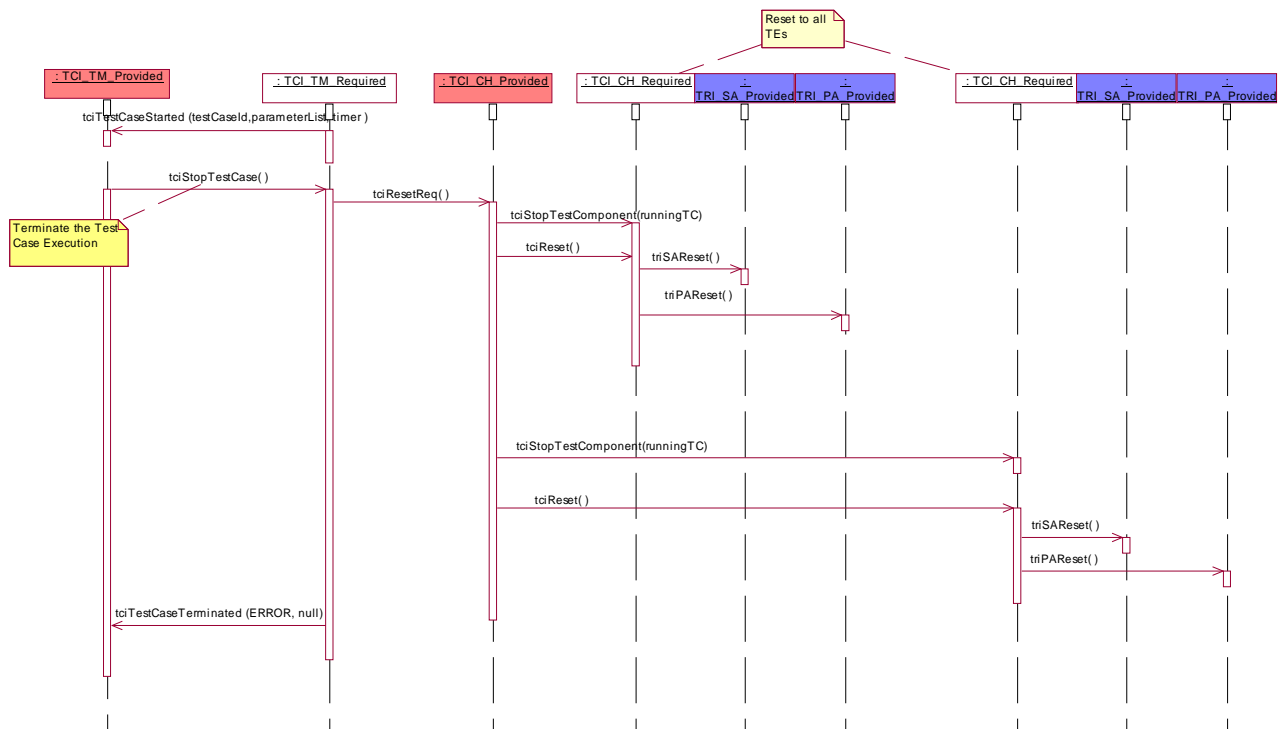 Reset to all
TEs
: TCI_TM_Provided
: TCI_TM_Required
: TCI_CH_Provided
: TCI_CH_Required
:
TRI_SA_Provided
:
TRI_PA_Provided
: TCI_CH_Required
:
TRI_SA_Provided
:
TRI_PA_Provided
tciTestCaseStarted (testCaseId,parameterList, timer )
tciStopTestCase( )
tciResetReq( )
tciStopTestComponent(runningTC)
Terminate the Test
Case Execution
tciReset( )
triSAReset( )
triPAReset( )
tciStopTestComponent(runningTC)
tciReset( )
triSAReset( )
triPAReset( )
tciTestCaseTerminated (ERROR, null)